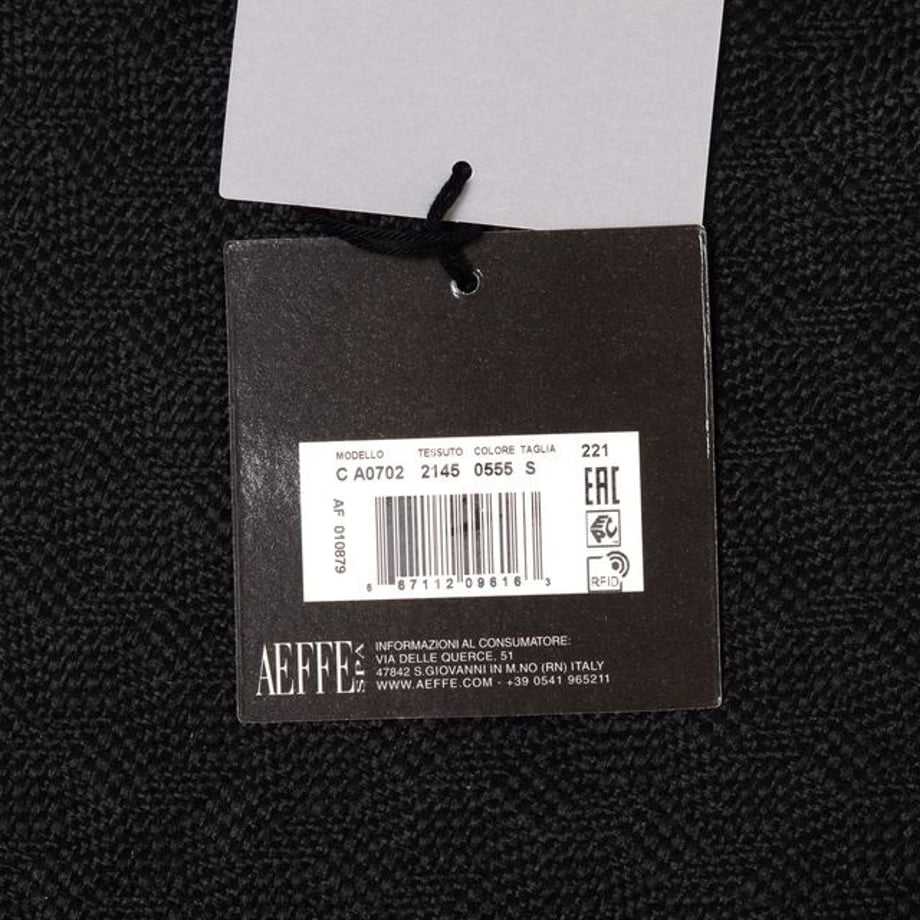 MODELLO TESSUTO COLORE TAGLIA 221
C A0702 2145 0555 S
EAC
AF 010879
6 67112 09616 3
RFID
AEFFE SPA
INFORMAZIONI AL CONSUMATORE:
VIA DELLE QUERCE, 51
47842 S.GIOVANNI IN M.NO (RN) ITALY
WWW.AEFFE.COM - +39 0541 965211